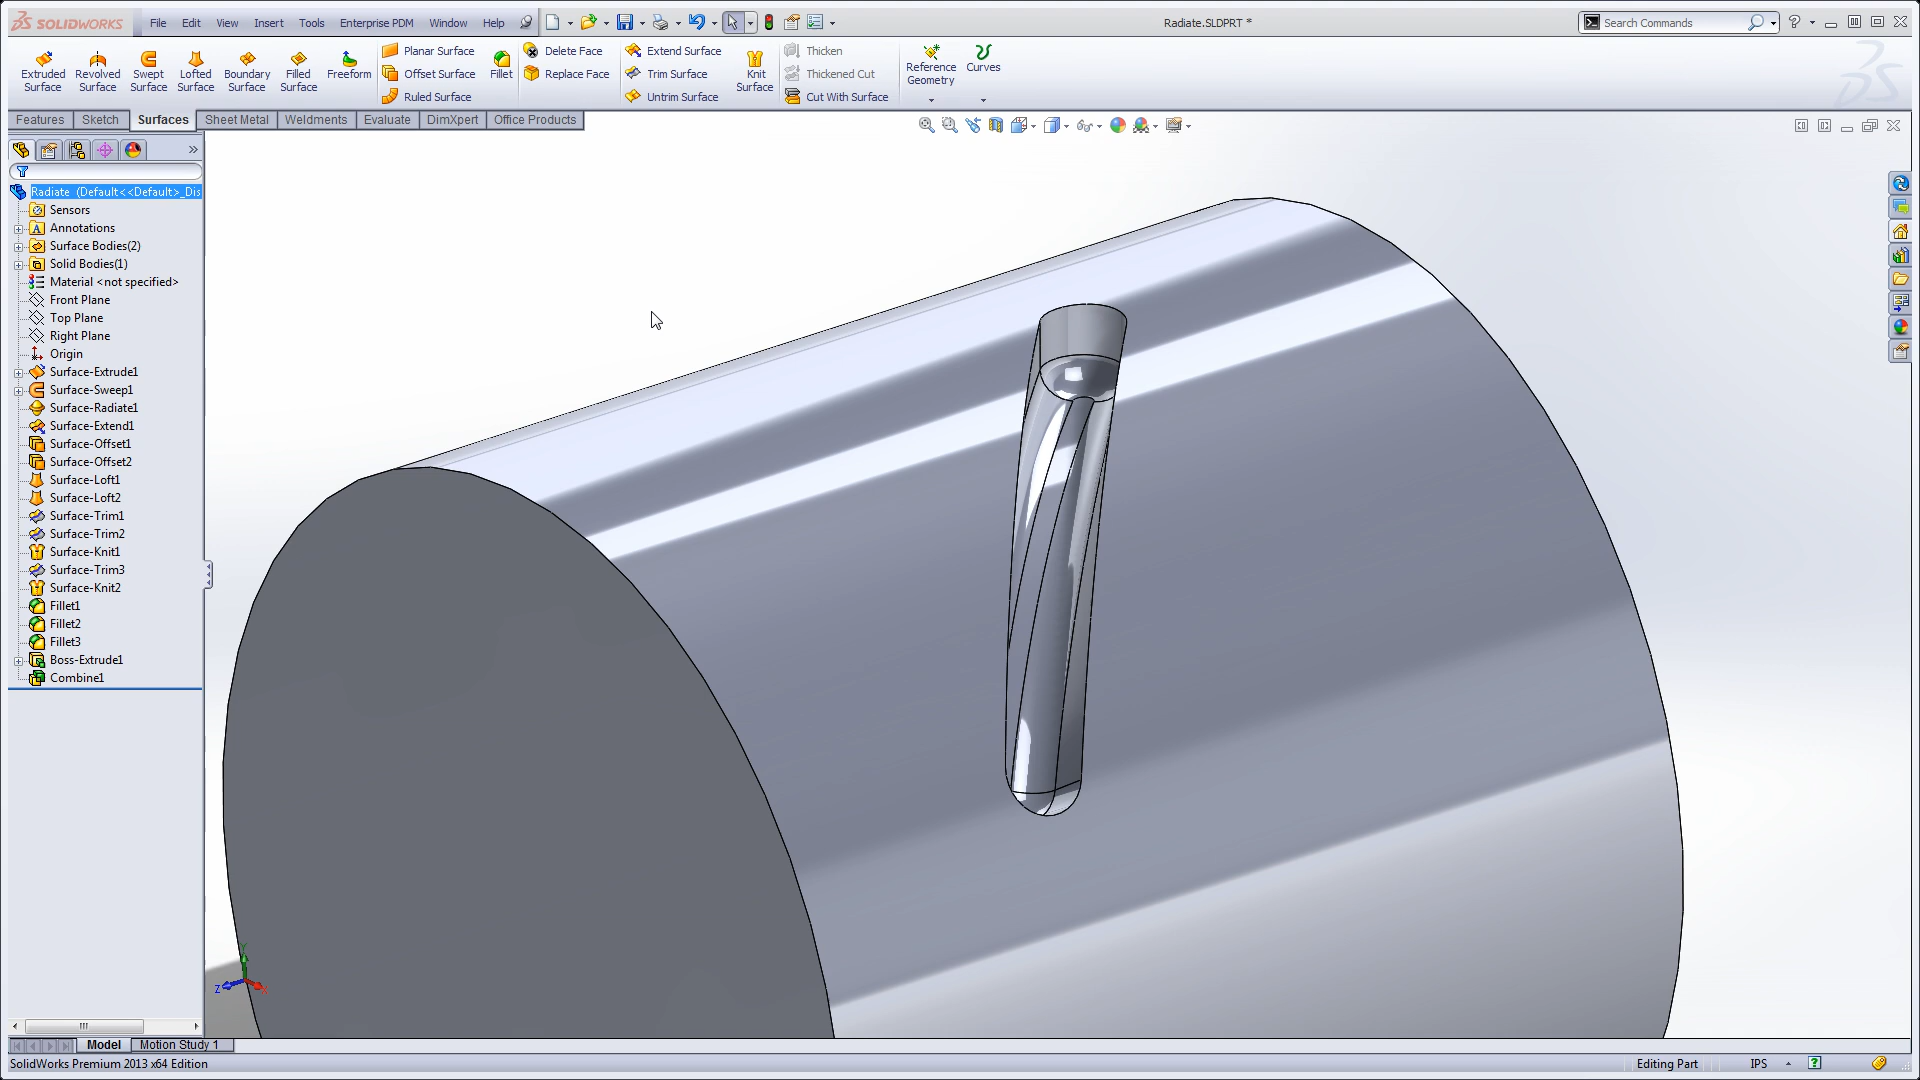 SOLIDWORKS File Edit View Insert Tools Enterprise PDM Window Help Radiate.SLDPRT * Search Commands ?
Extruded Surface
Revolved Surface
Swept Surface
Lofted Surface
Boundary Surface
Filled Surface
Freeform
Planar Surface
Offset Surface
Ruled Surface
Fillet
Delete Face
Replace Face
Extend Surface
Trim Surface
Untrim Surface
Knit Surface
Thicken
Thickened Cut
Cut With Surface
Reference Geometry
Curves
Features Sketch Surfaces Sheet Metal Weldments Evaluate DimXpert Office Products
Radiate (Default<<Default>_Dis
Sensors
A Annotations
Surface Bodies(2)
Solid Bodies(1)
Material <not specified>
Front Plane
Top Plane
Right Plane
Origin
Surface-Extrude1
Surface-Sweep1
Surface-Radiate1
Surface-Extend1
Surface-Offset1
Surface-Offset2
Surface-Loft1
Surface-Loft2
Surface-Trim1
Surface-Trim2
Surface-Knit1
Surface-Trim3
Surface-Knit2
Fillet1
Fillet2
Fillet3
Boss-Extrude1
Combine1
Y
Z
Model Motion Study 1
SolidWorks Premium 2013 x64 Edition Editing Part IPS ?